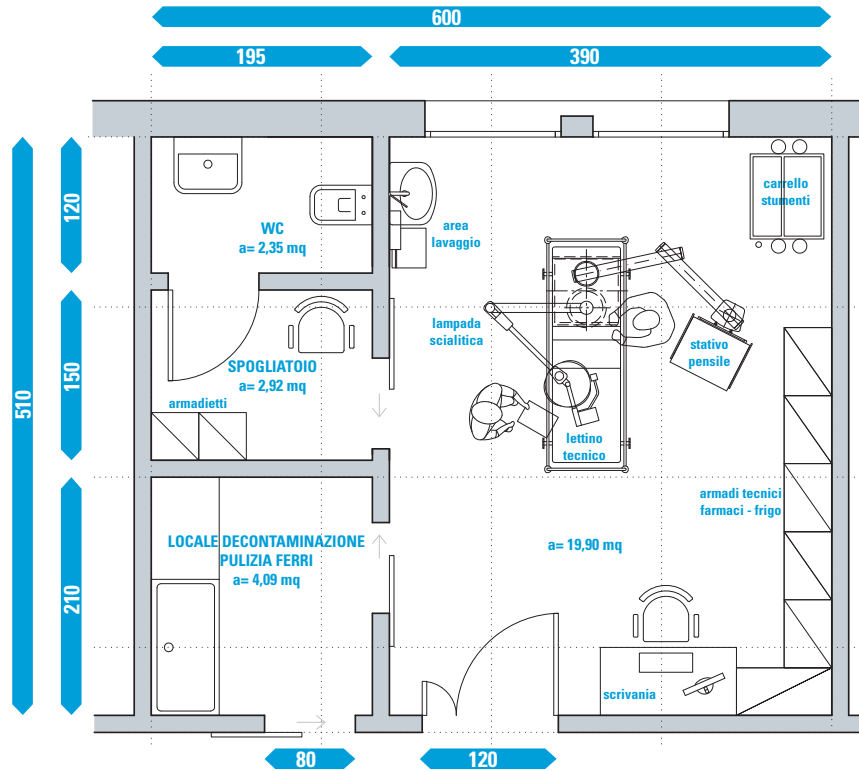 600
195
390
510
120
150
210
WC
a= 2,35 mq
area
lavaggio
carrello
stumenti
lampada
scialitica
stativo
pensile
SPOGLIATOIO
a= 2,92 mq
armadietti
lettino
tecnico
armadi tecnici
farmaci - frigo
LOCALE DECONTAMINAZIONE
PULIZIA FERRI
a= 4,09 mq
a= 19,90 mq
scrivania
80
120